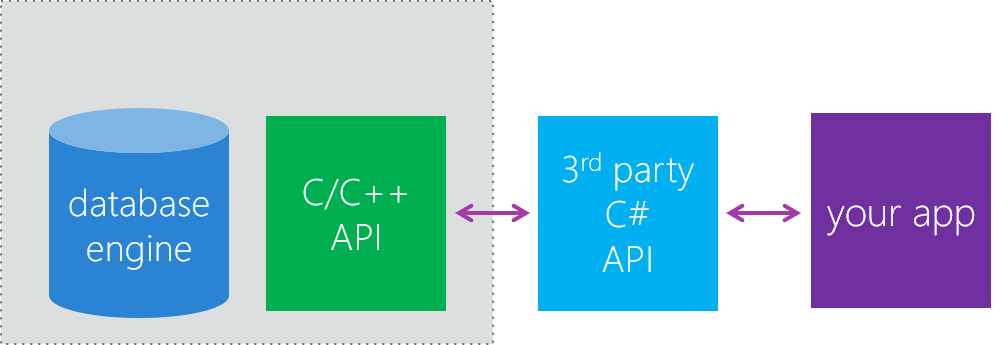 database
engine
C/C++
API
3rd party
C#
API
your app